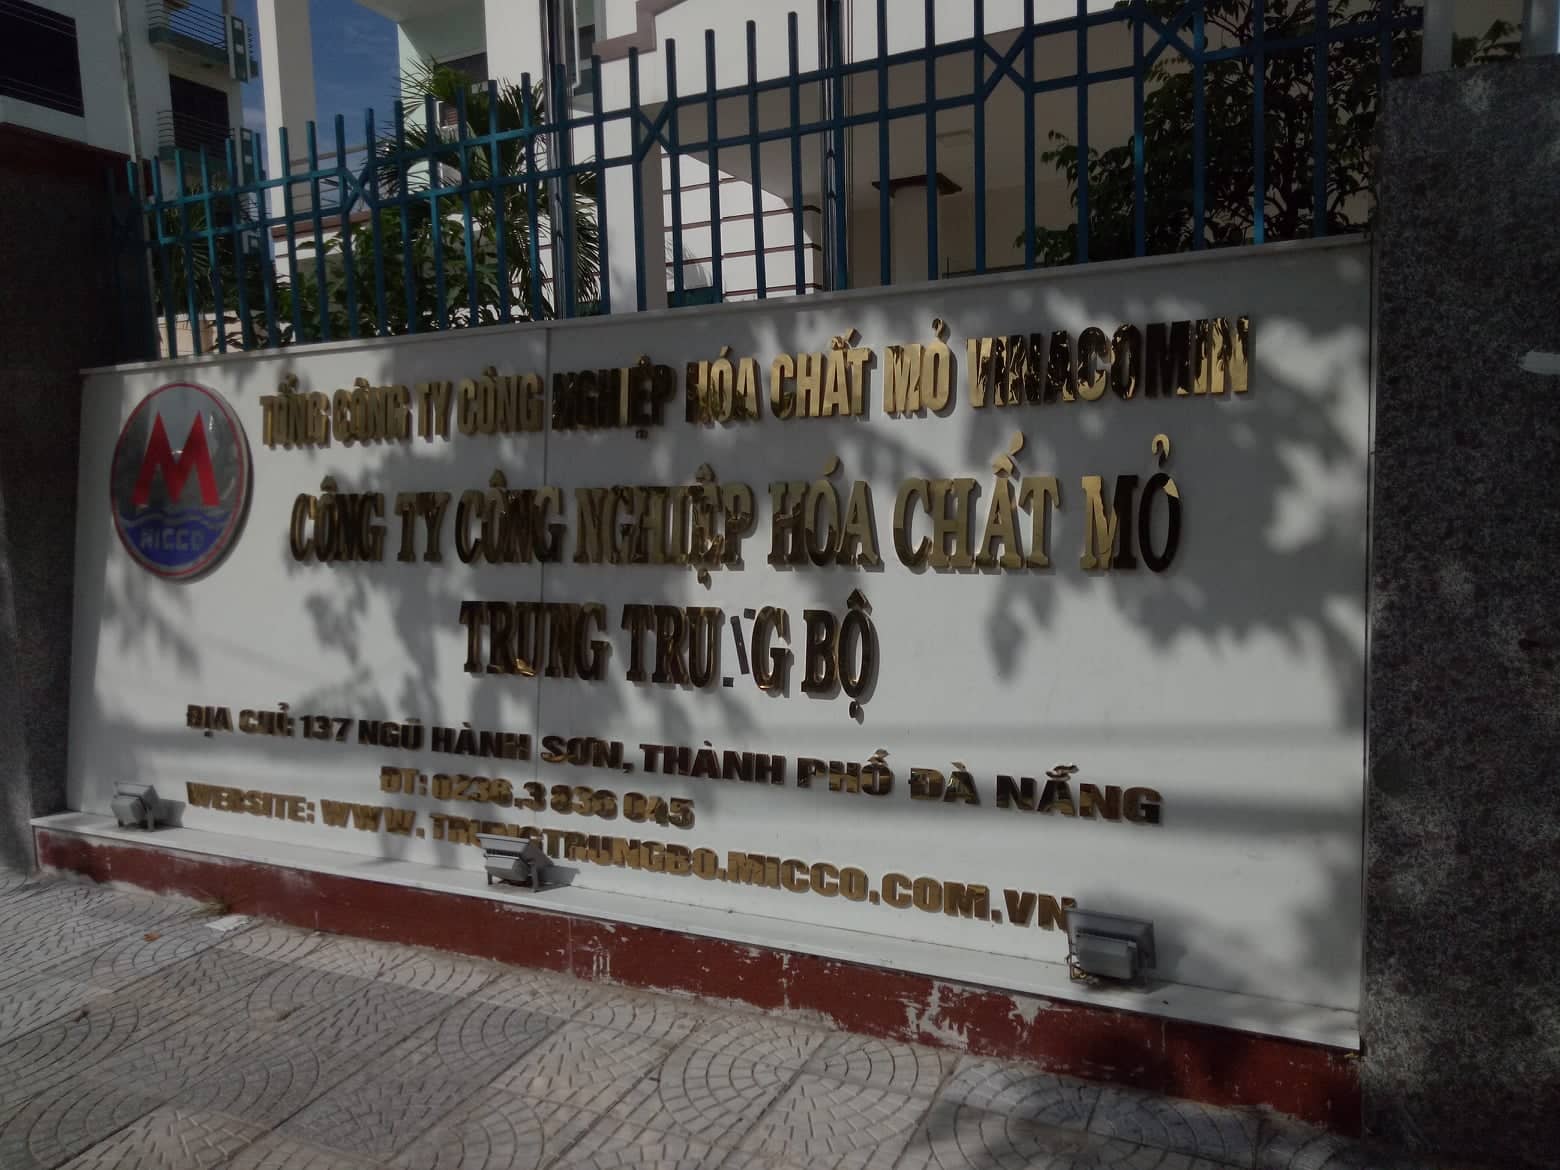 TỔNG CÔNG TY CÔNG NGHIỆP HÓA CHẤT MỎ VINACOMIN
M
MICCO
CÔNG TY CÔNG NGHIỆP HÓA CHẤT MỎ
TRUNG TRUNG BỘ
ĐỊA CHỈ: 137 NGŨ HÀNH SƠN, THÀNH PHỐ ĐÀ NẴNG
ĐT: 0236.3 836 045
WEBSITE: WWW.TRUNGTRUNGBO.MICCO.COM.VN